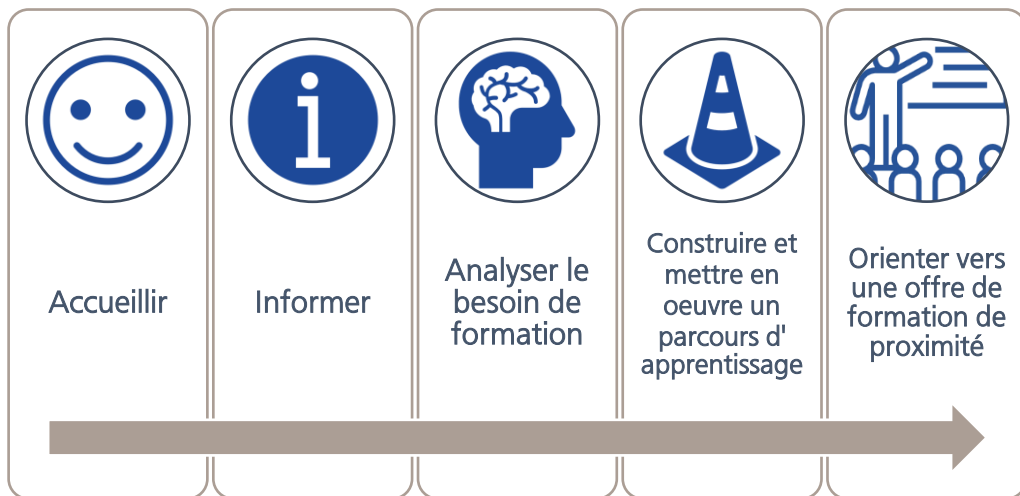 Accueillir
Informer
Analyser le
besoin de
formation
Construire et
mettre en
oeuvre un
parcours d'
apprentissage
Orienter vers
une offre de
formation de
proximité